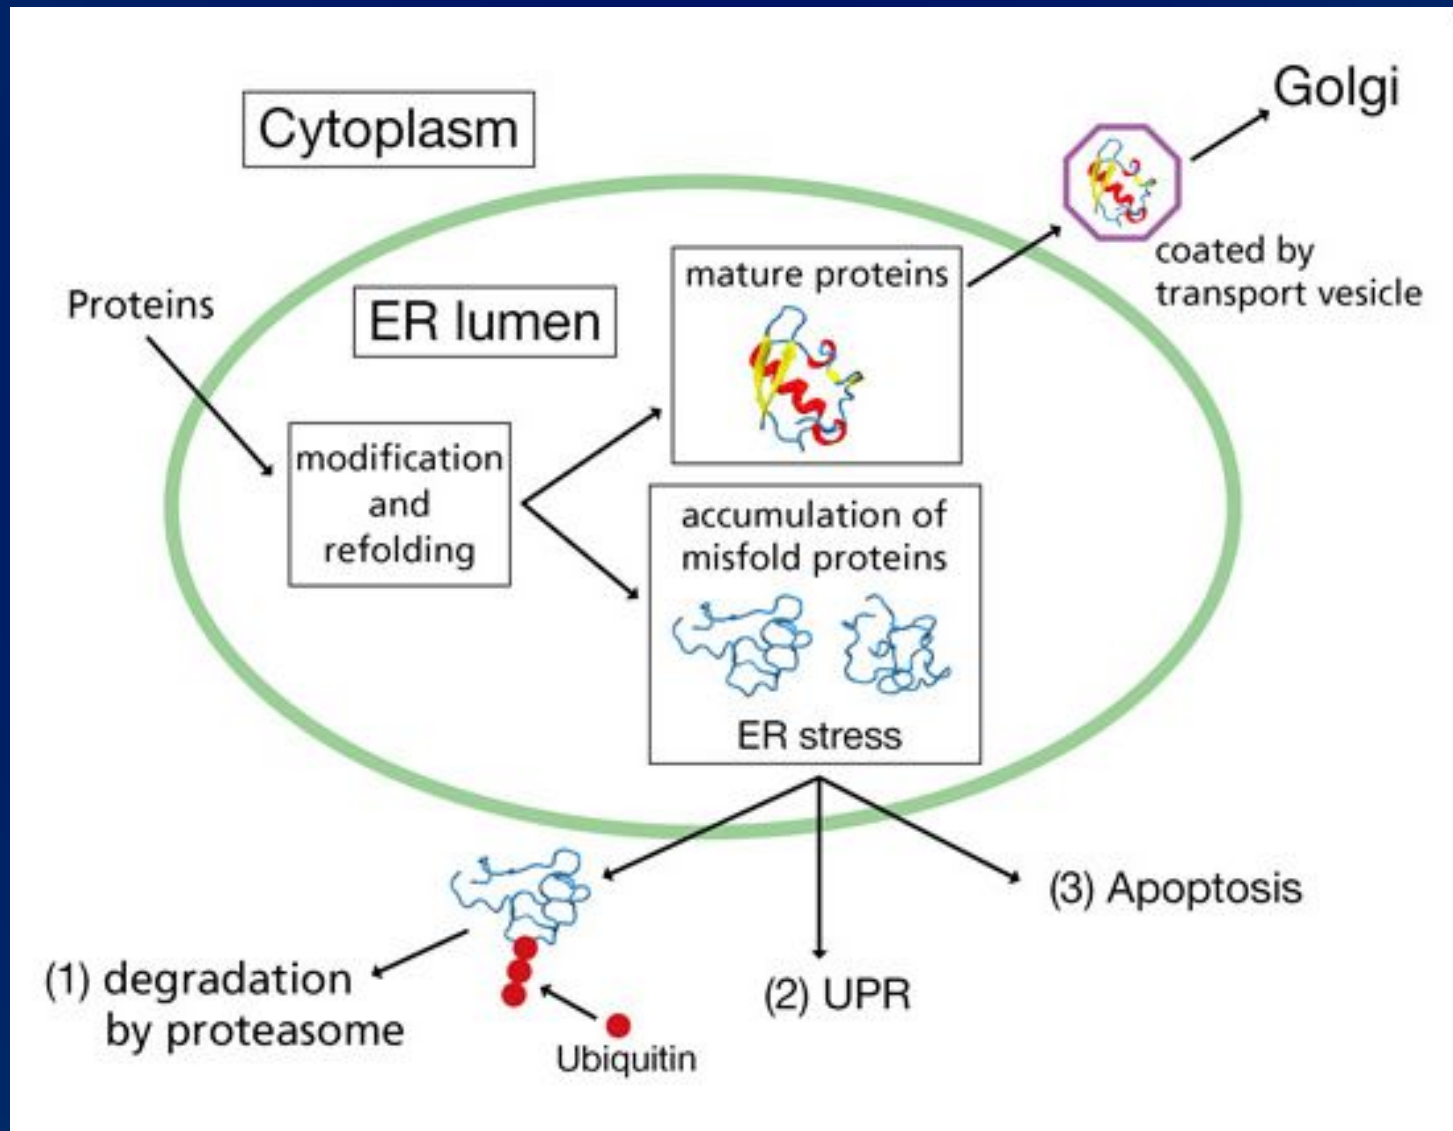 Cytoplasm
Golgi
coated by
transport vesicle
Proteins
ER lumen
mature proteins
modification
and
refolding
accumulation of
misfold proteins
ER stress
(1) degradation
by proteasome
Ubiquitin
(2) UPR
(3) Apoptosis